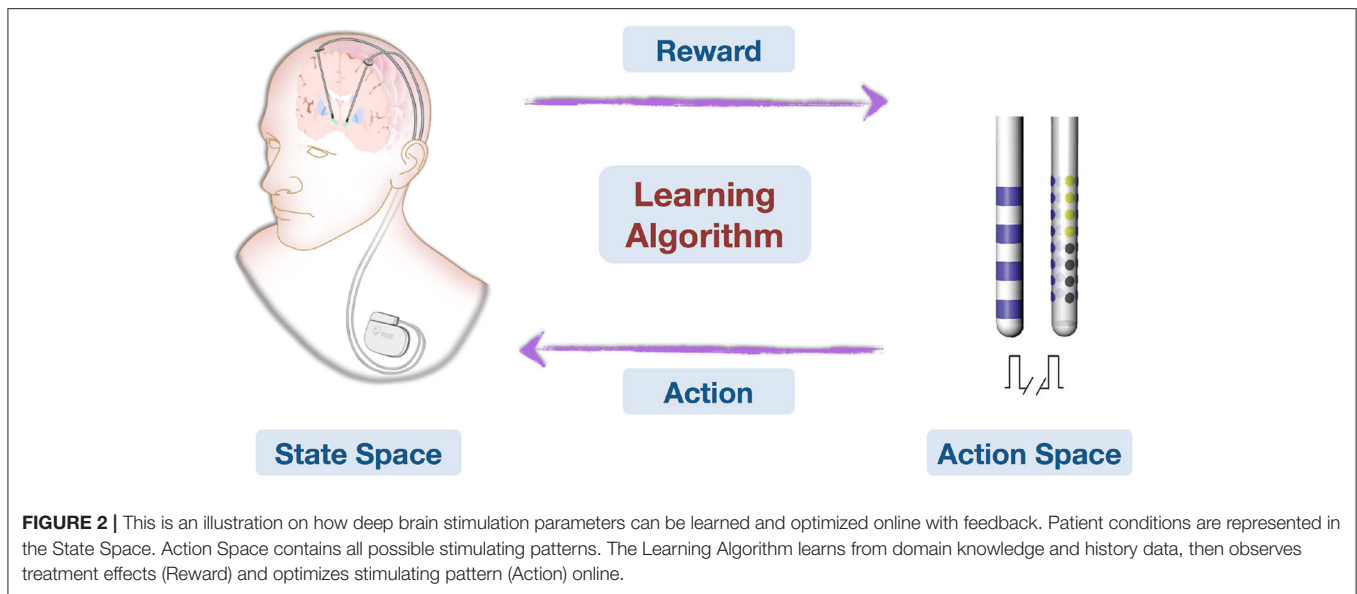 Reward
Learning
Algorithm
Action
State Space
Action Space
FIGURE 2 | This is an illustration on how deep brain stimulation parameters can be learned and optimized online with feedback. Patient conditions are represented in
the State Space. Action Space contains all possible stimulating patterns. The Learning Algorithm learns from domain knowledge and history data, then observes
treatment effects (Reward) and optimizes stimulating pattern (Action) online.